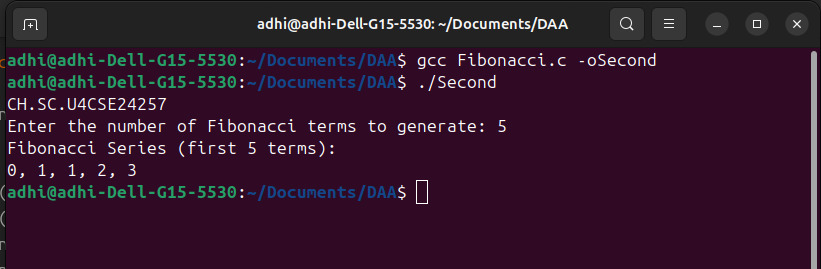 adhi@adhi-Dell-G15-5530: ~/Documents/DAA
adhi@adhi-Dell-G15-5530:~/Documents/DAA$ gcc Fibonacci.c -oSecond
adhi@adhi-Dell-G15-5530:~/Documents/DAA$ ./Second
CH.SC.U4CSE24257
Enter the number of Fibonacci terms to generate: 5
Fibonacci Series (first 5 terms):
0, 1, 1, 2, 3
adhi@adhi-Dell-G15-5530:~/Documents/DAA$